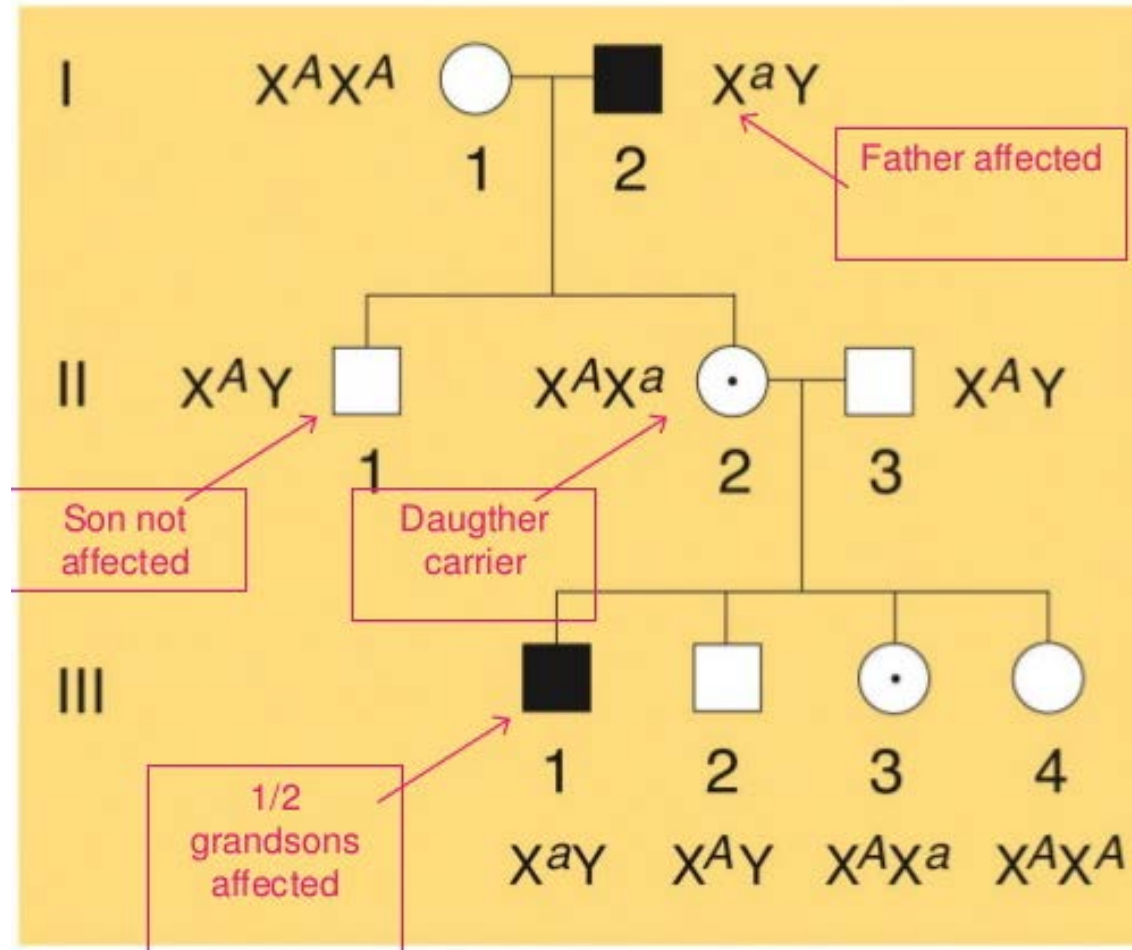 I XᴬXᴬ XᵃY
1 2
Father affected
II XᴬY XᴬXᵃ XᴬY
1 2 3
Son not
affected
Daugther
carrier
III
1 2 3 4
1/2
grandsons
affected
XᵃY XᴬY XᴬXᵃ XᴬXᴬ